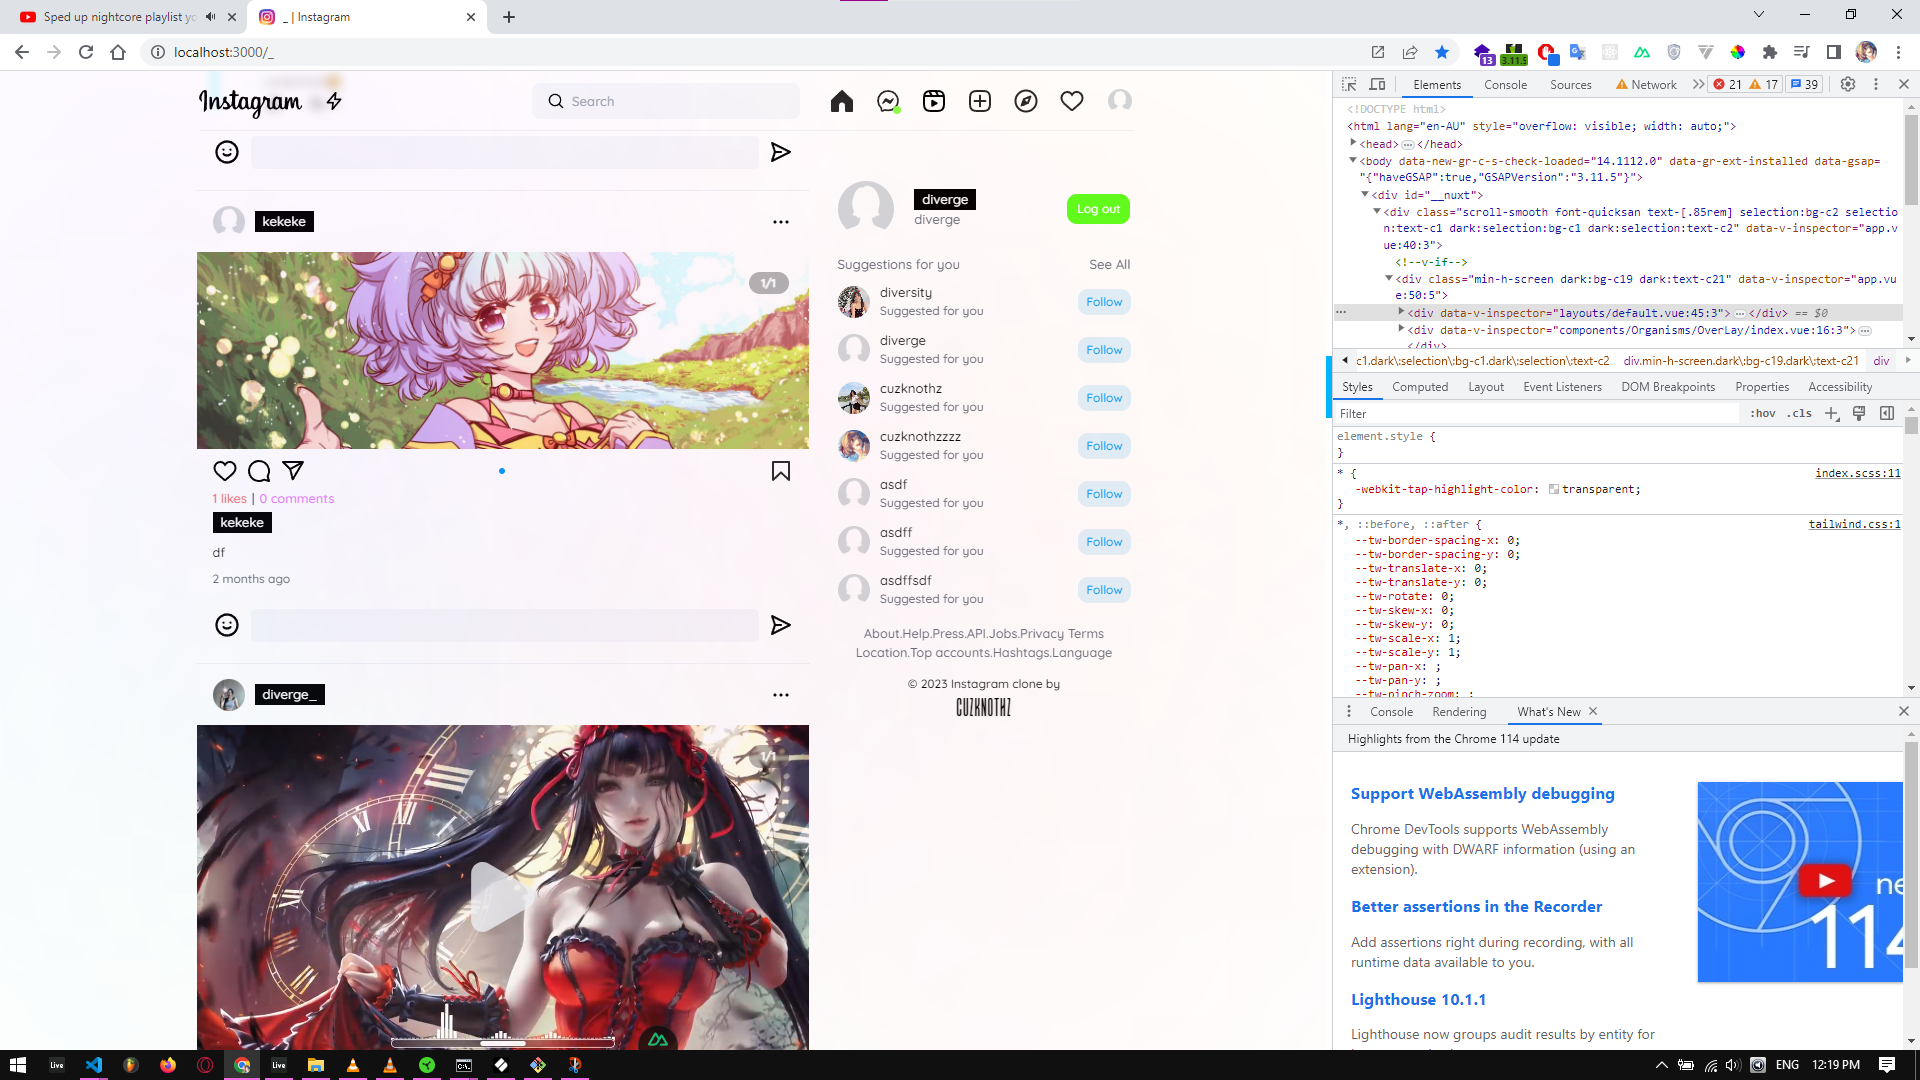 Sped up nightcore playlist yo
_ | Instagram
localhost:3000/_
13
3.11.5
Instagram
Search
kekeke
1/1
1 likes | 0 comments
kekeke
df
2 months ago
diverge_
1/1
diverge
diverge
Log out
Suggestions for you
See All
diversity
Suggested for you
Follow
diverge
Suggested for you
Follow
cuzknothz
Suggested for you
Follow
cuzknothzzzz
Suggested for you
Follow
asdf
Suggested for you
Follow
asdff
Suggested for you
Follow
asdffsdf
Suggested for you
Follow
About.Help.Press.API.Jobs.Privacy Terms
Location.Top accounts.Hashtags.Language
© 2023 Instagram clone by
CUZKNOTHZ
Elements
Console
Sources
Network
21
17
39
<!DOCTYPE html>
<html lang="en-AU" style="overflow: visible; width: auto;">
<head> … </head>
<body data-new-gr-c-s-check-loaded="14.1112.0" data-gr-ext-installed data-gsap=
"{"haveGSAP":true,"GSAPVersion":"3.11.5"}">
<div id="__nuxt">
<div class="scroll-smooth font-quicksan text-[.85rem] selection:bg-c2 selectio
n:text-c1 dark:selection:bg-c1 dark:selection:text-c2" data-v-inspector="app.v
ue:40:3">
<!--v-if-->
<div class="min-h-screen dark:bg-c19 dark:text-c21" data-v-inspector="app.vu
e:50:5">
<div data-v-inspector="layouts/default.vue:45:3"> … </div> == $0
<div data-v-inspector="components/Organisms/OverLay/index.vue:16:3"> …
</div>
c1.dark\:selection\:bg-c1.dark\:selection\:text-c2
div.min-h-screen.dark\:bg-c19.dark\:text-c21
div
Styles
Computed
Layout
Event Listeners
DOM Breakpoints
Properties
Accessibility
Filter
:hov
.cls
element.style {
}
* {
index.scss:11
-webkit-tap-highlight-color: transparent;
}
*, ::before, ::after {
tailwind.css:1
--tw-border-spacing-x: 0;
--tw-border-spacing-y: 0;
--tw-translate-x: 0;
--tw-translate-y: 0;
--tw-rotate: 0;
--tw-skew-x: 0;
--tw-skew-y: 0;
--tw-scale-x: 1;
--tw-scale-y: 1;
--tw-pan-x: ;
--tw-pan-y: ;
--tw-pinch-zoom: ;
Console
Rendering
What's New
Highlights from the Chrome 114 update
Support WebAssembly debugging
Chrome DevTools supports WebAssembly
debugging with DWARF information (using an
extension).
Better assertions in the Recorder
Add assertions right during recording, with all
runtime data available to you.
Lighthouse 10.1.1
Lighthouse now groups audit results by entity for
ne
114
Live
Live
ENG
12:19 PM